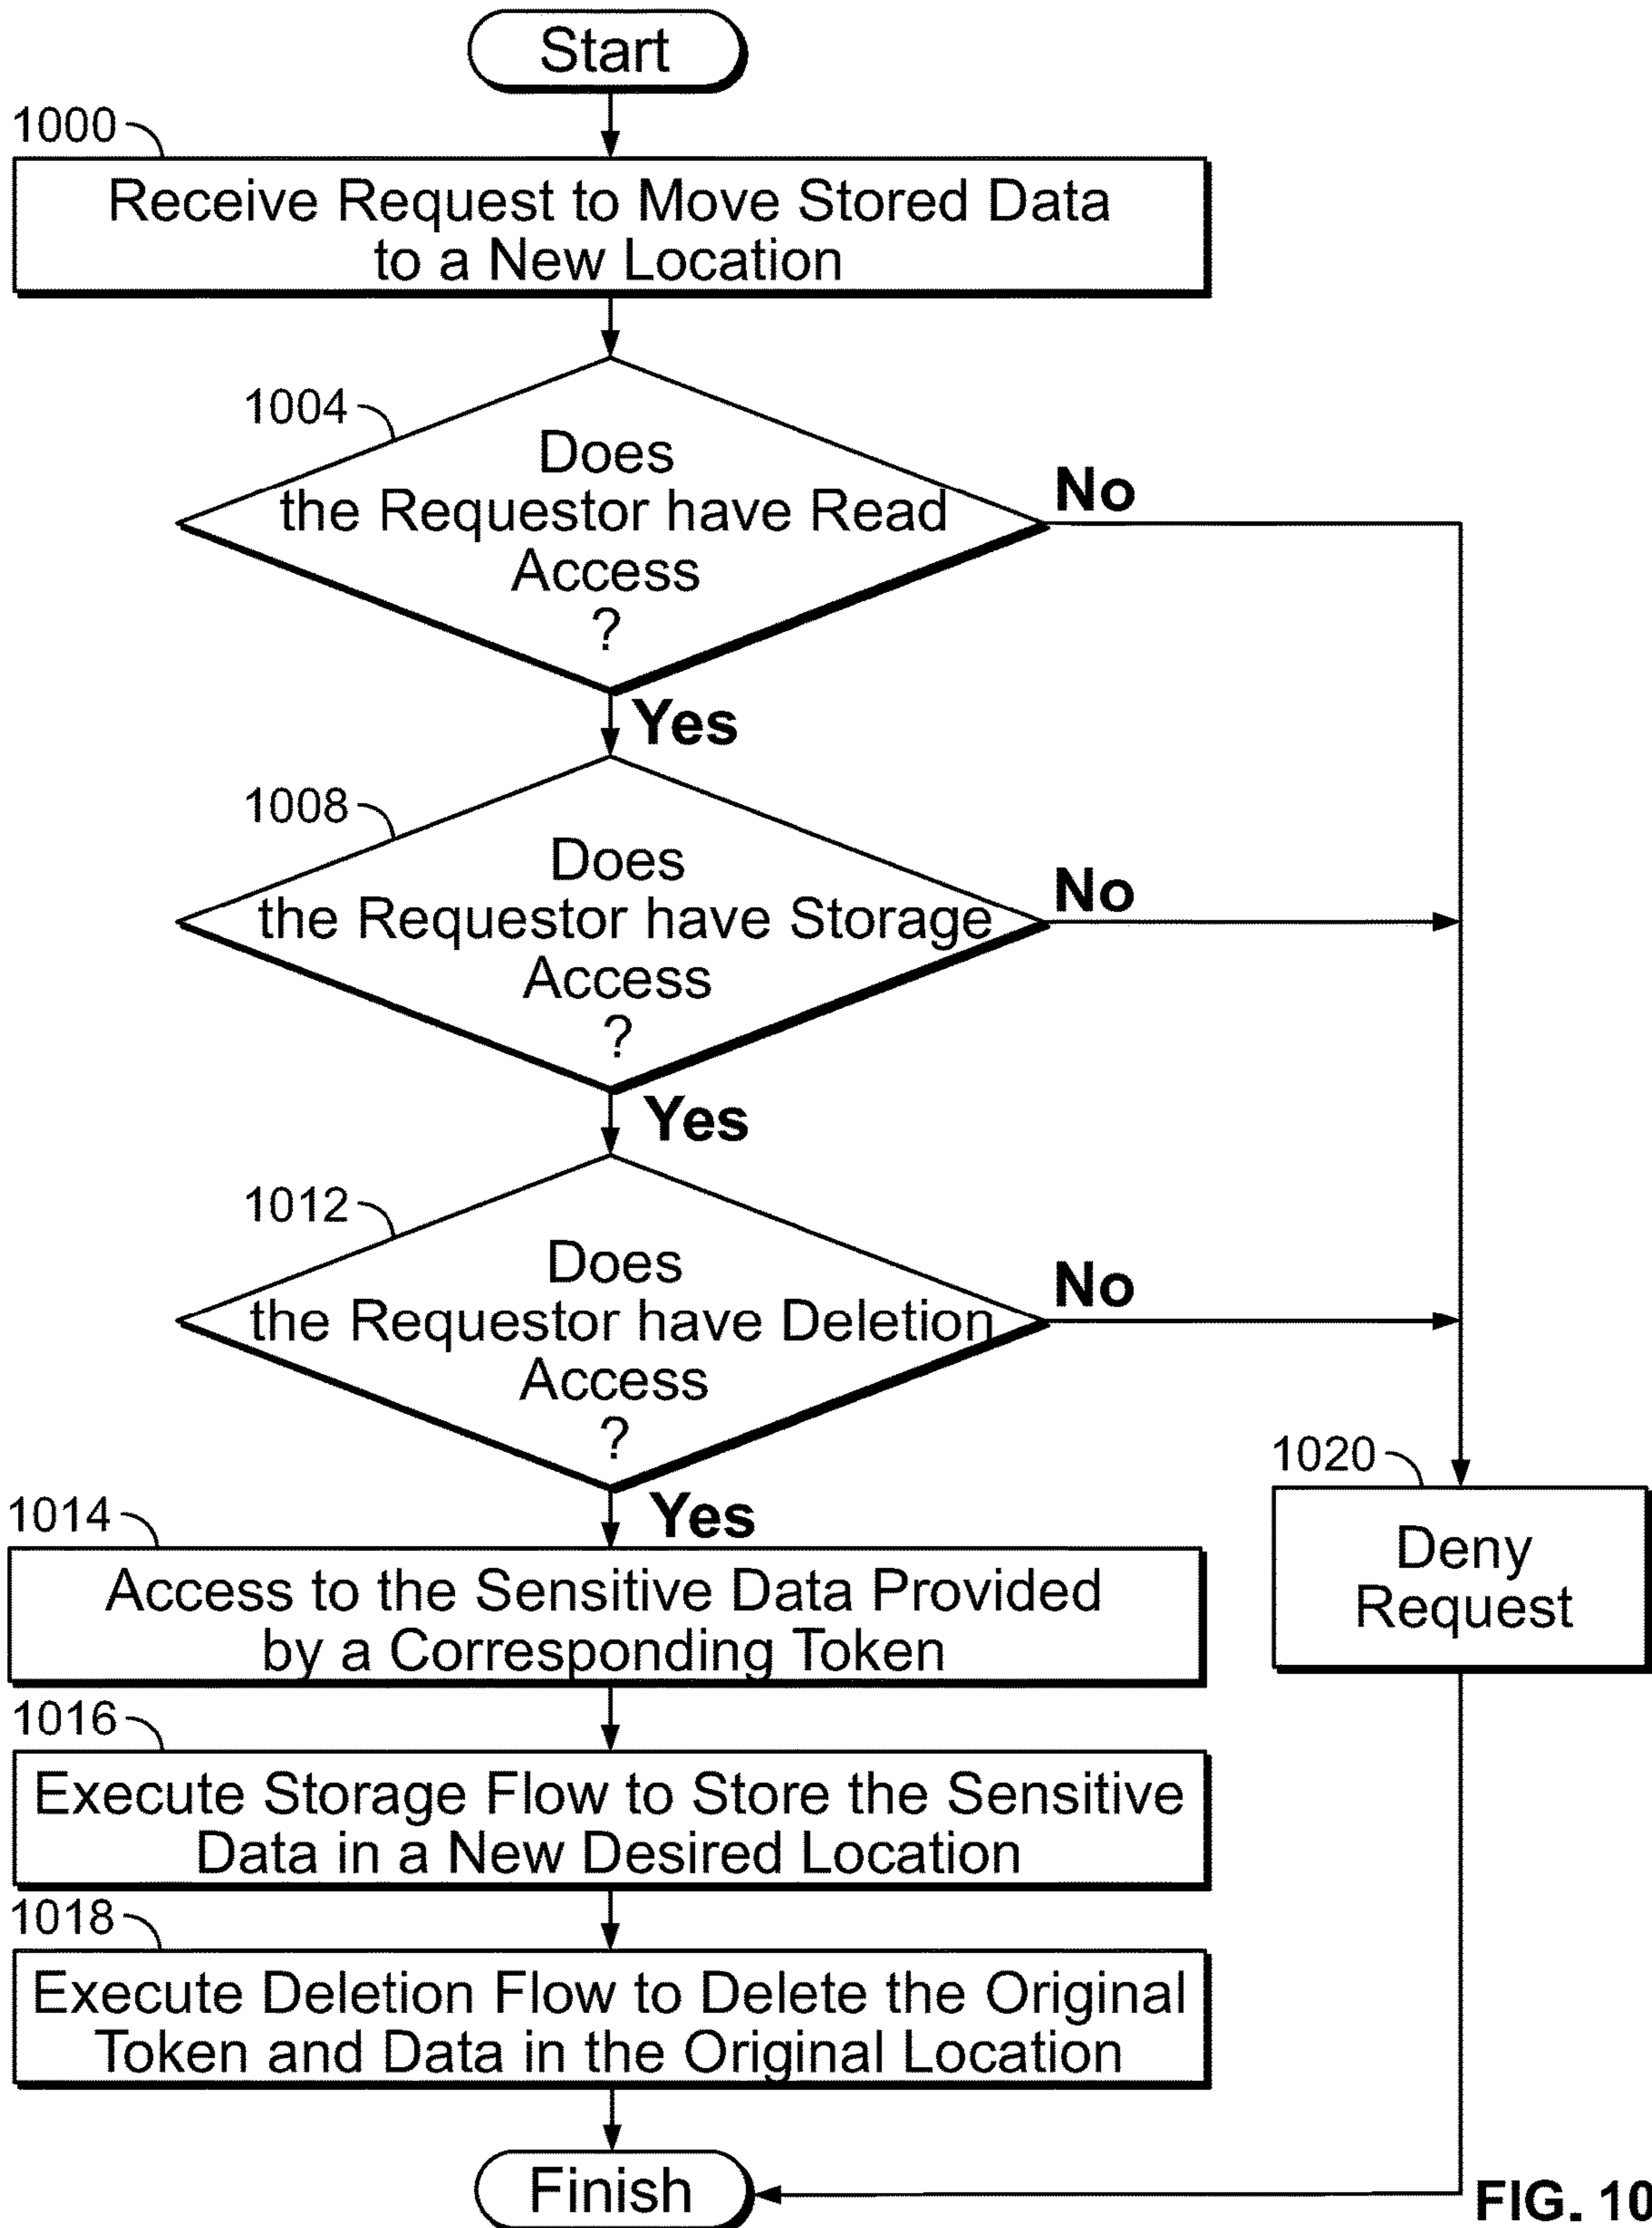 Start
1000
Receive Request to Move Stored Data
to a New Location
1004
Does
the Requestor have Read
Access
?
No
Yes
1008
Does
the Requestor have Storage
Access
?
No
Yes
1012
Does
the Requestor have Deletion
Access
?
No
Yes
1014
Access to the Sensitive Data Provided
by a Corresponding Token
1020
Deny
Request
1016
Execute Storage Flow to Store the Sensitive
Data in a New Desired Location
1018
Execute Deletion Flow to Delete the Original
Token and Data in the Original Location
Finish
FIG. 10